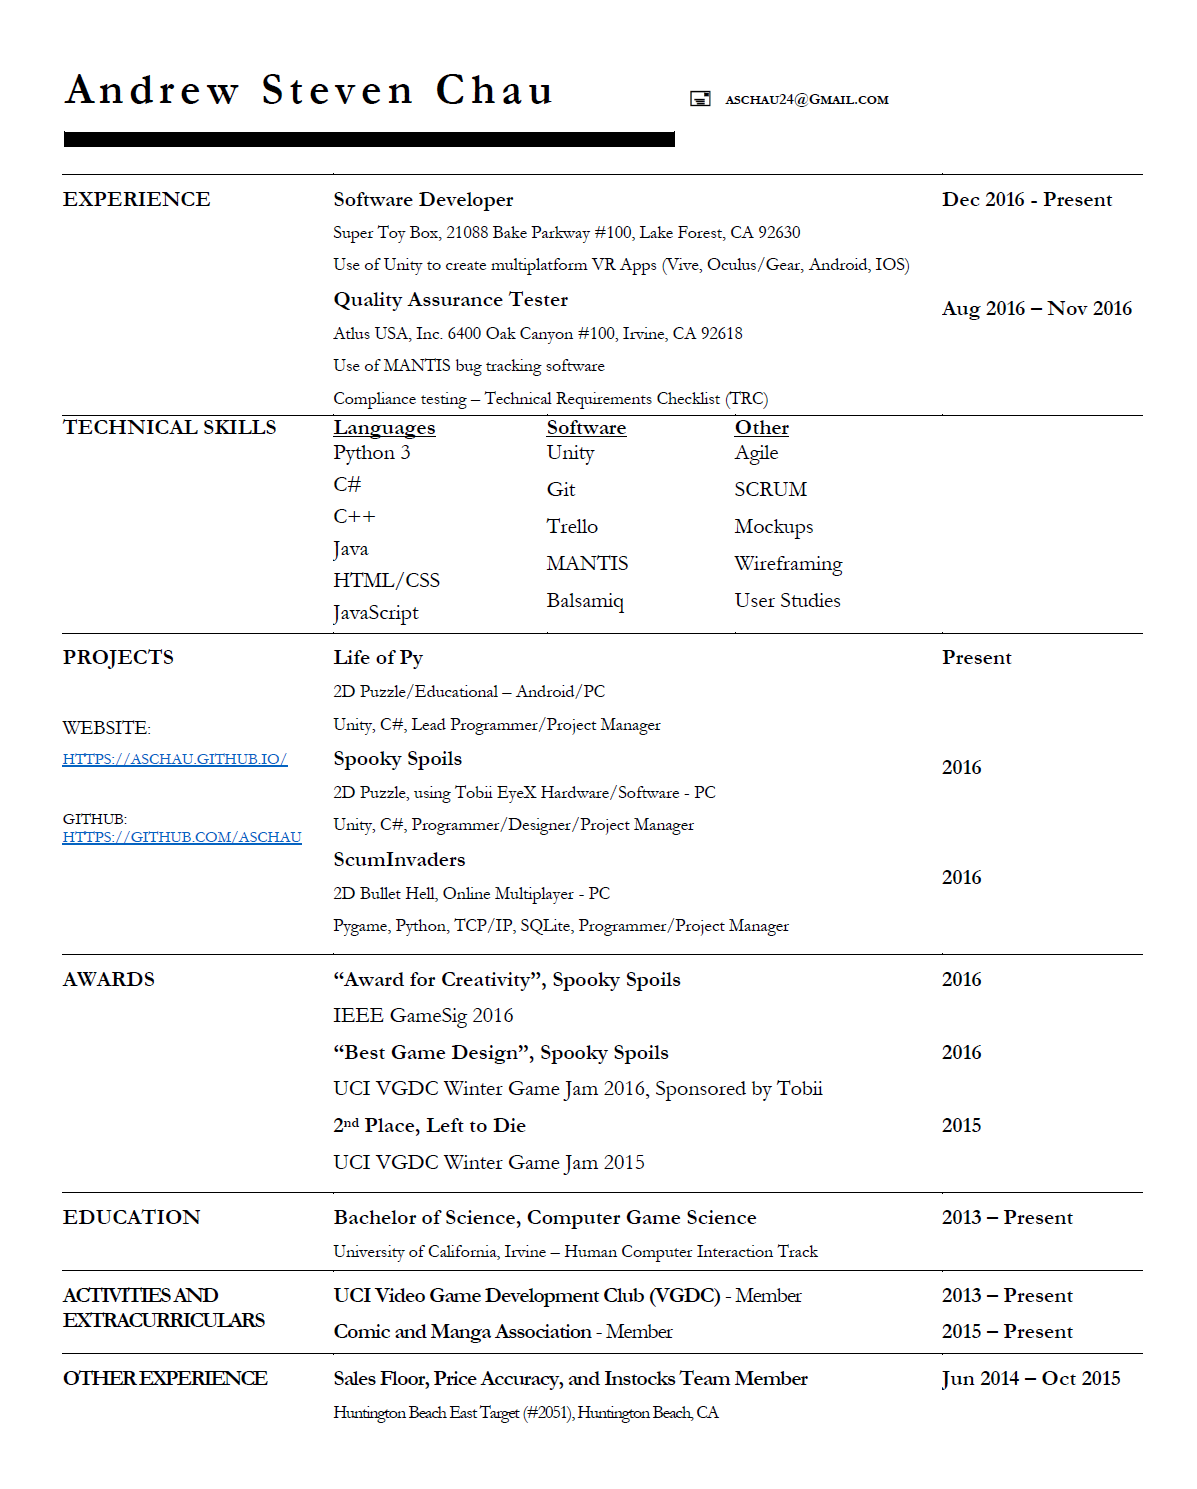 Andrew Steven Chau
ASCHAU24@GMAIL.COM
EXPERIENCE
Software Developer
Dec 2016 - Present
Super Toy Box, 21088 Bake Parkway #100, Lake Forest, CA 92630
Use of Unity to create multiplatform VR Apps (Vive, Oculus/Gear, Android, IOS)
Quality Assurance Tester
Aug 2016 – Nov 2016
Atlus USA, Inc. 6400 Oak Canyon #100, Irvine, CA 92618
Use of MANTIS bug tracking software
Compliance testing – Technical Requirements Checklist (TRC)
TECHNICAL SKILLS
Languages
Python 3
C#
C++
Java
HTML/CSS
JavaScript
Software
Unity
Git
Trello
MANTIS
Balsamiq
Other
Agile
SCRUM
Mockups
Wireframing
User Studies
PROJECTS
WEBSITE:
HTTPS://ASCHAU.GITHUB.IO/
GITHUB:
HTTPS://GITHUB.COM/ASCHAU
Life of Py
Present
2D Puzzle/Educational – Android/PC
Unity, C#, Lead Programmer/Project Manager
Spooky Spoils
2016
2D Puzzle, using Tobii EyeX Hardware/Software - PC
Unity, C#, Programmer/Designer/Project Manager
ScumInvaders
2016
2D Bullet Hell, Online Multiplayer - PC
Pygame, Python, TCP/IP, SQLite, Programmer/Project Manager
AWARDS
“Award for Creativity”, Spooky Spoils
2016
IEEE GameSig 2016
“Best Game Design”, Spooky Spoils
2016
UCI VGDC Winter Game Jam 2016, Sponsored by Tobii
2nd Place, Left to Die
2015
UCI VGDC Winter Game Jam 2015
EDUCATION
Bachelor of Science, Computer Game Science
2013 – Present
University of California, Irvine – Human Computer Interaction Track
ACTIVITIES AND
EXTRACURRICULARS
UCI Video Game Development Club (VGDC) - Member
2013 – Present
Comic and Manga Association - Member
2015 – Present
OTHER EXPERIENCE
Sales Floor, Price Accuracy, and Instocks Team Member
Jun 2014 – Oct 2015
Huntington Beach East Target (#2051), Huntington Beach, CA